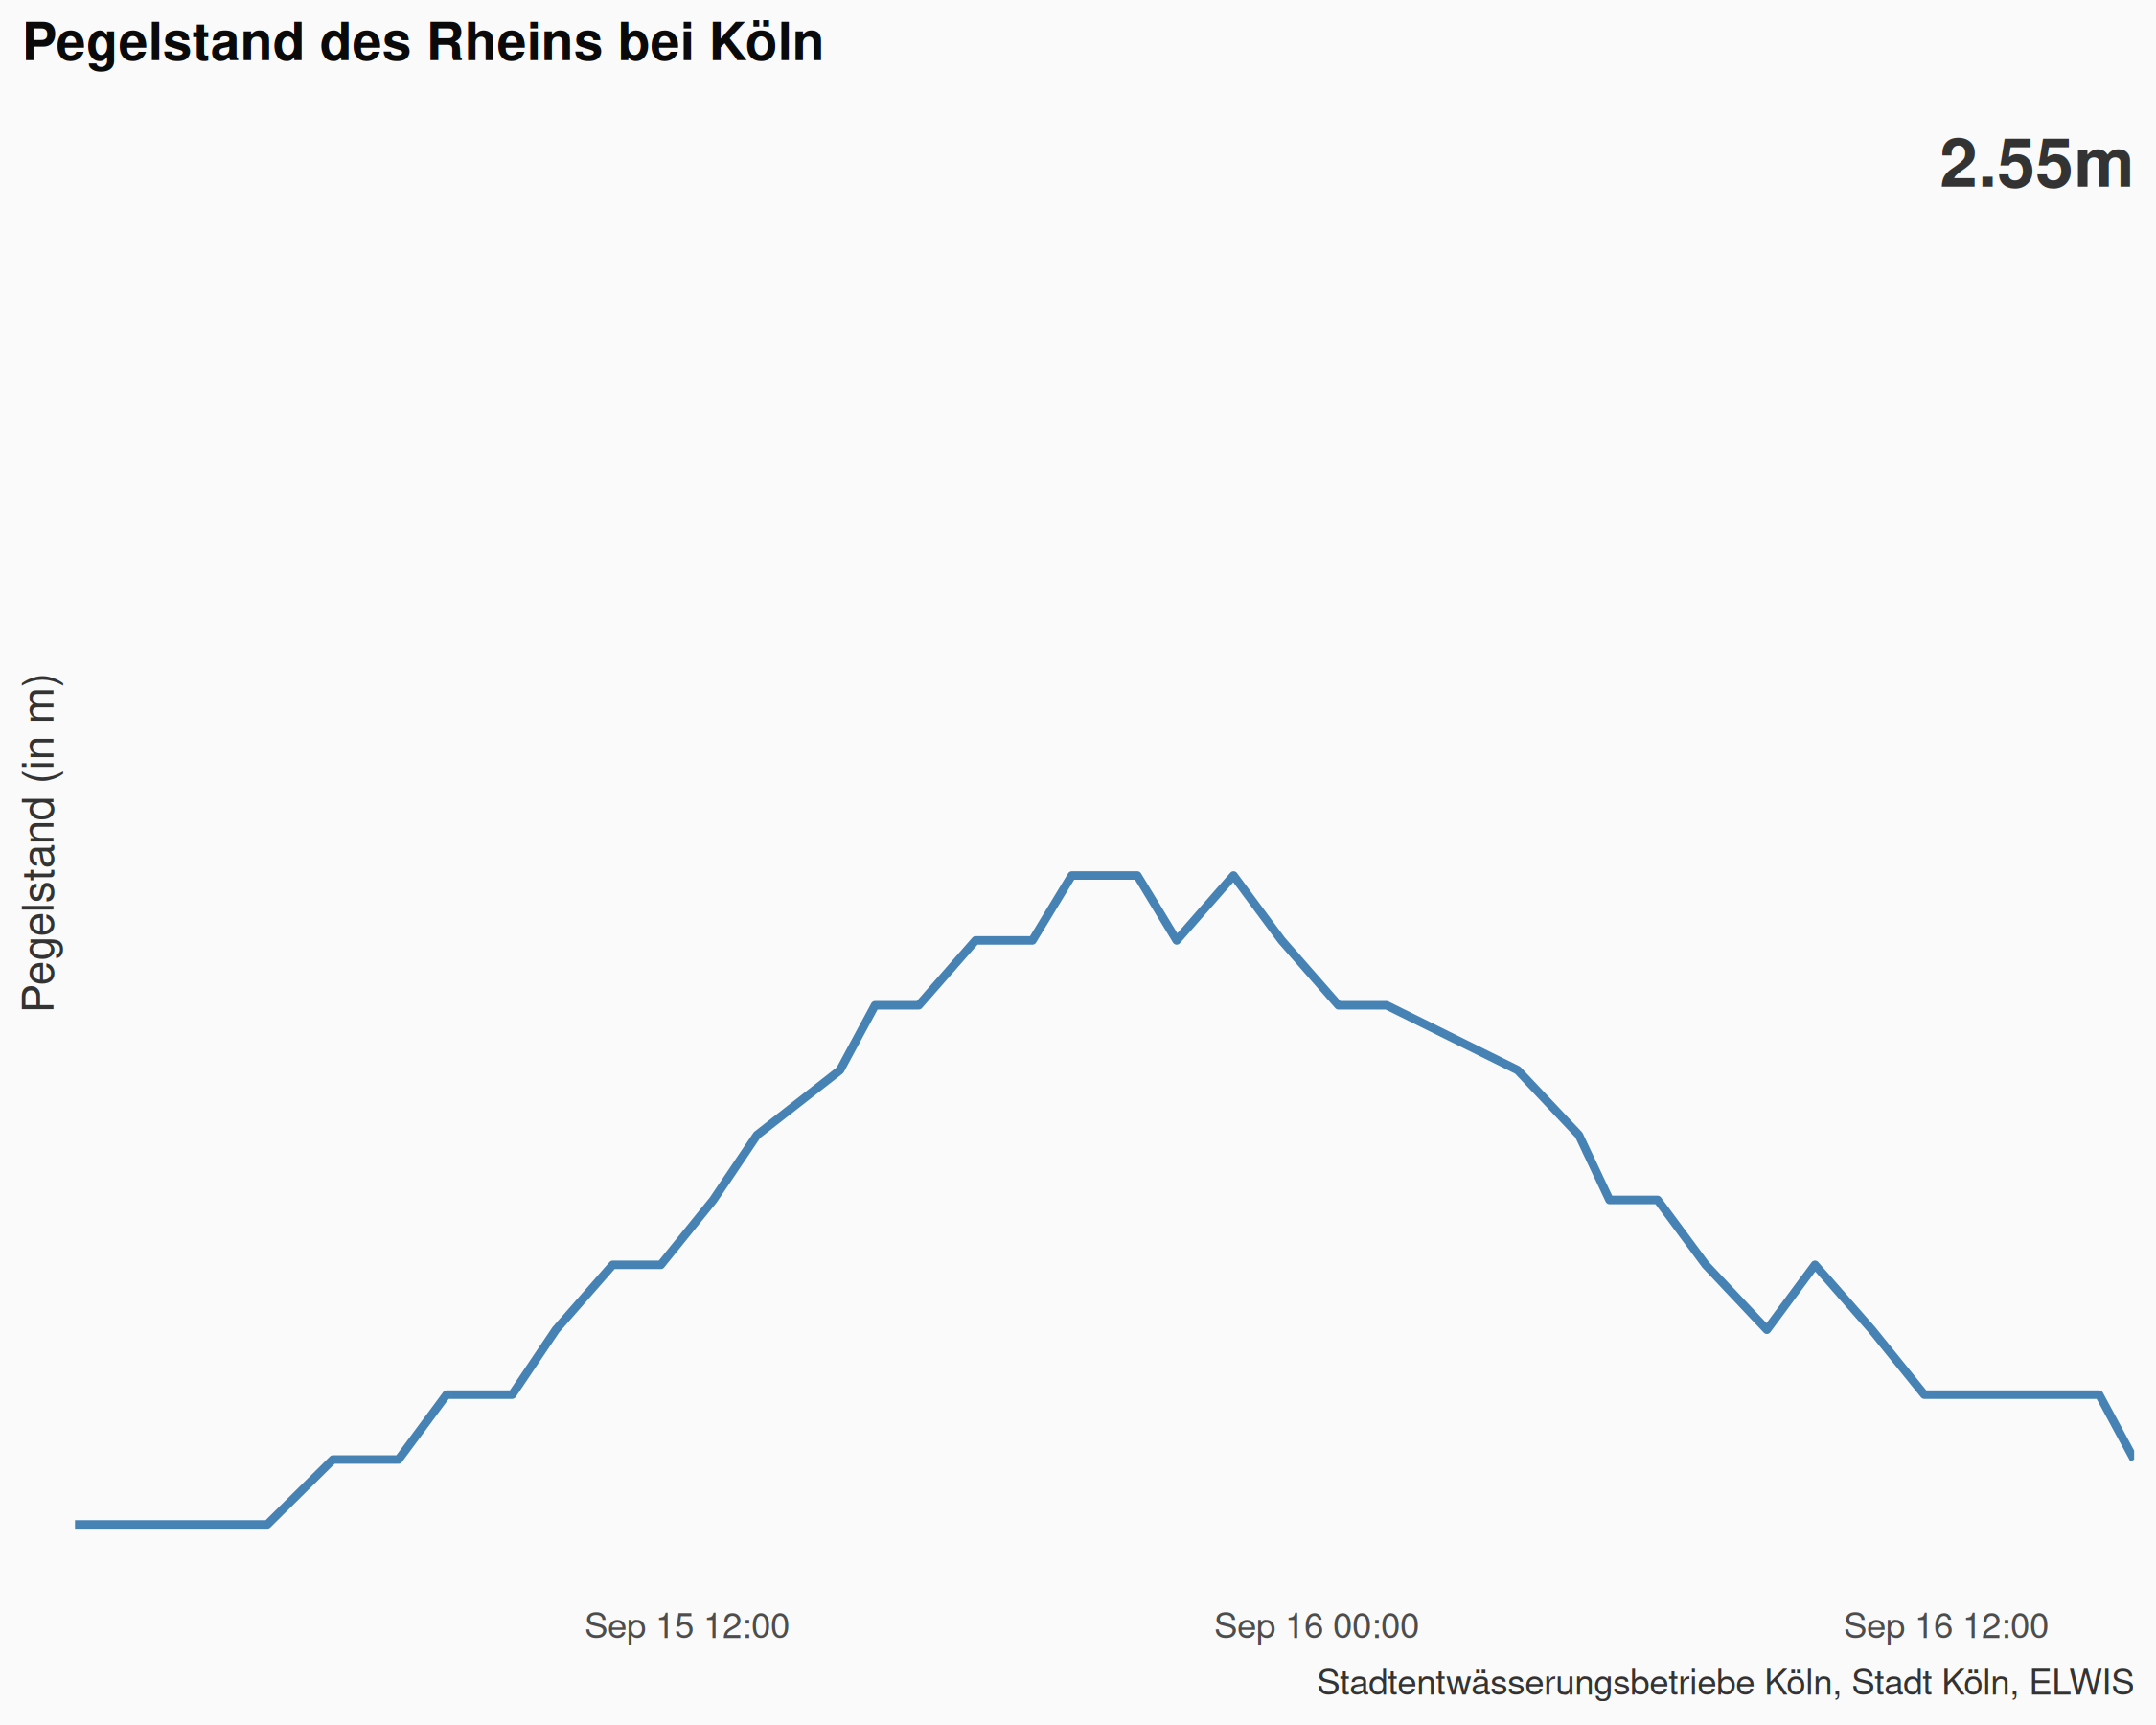 Pegelstand des Rheins bei Köln
2.55m
Pegelstand (in m)
Sep 15 12:00
Sep 16 00:00
Sep 16 12:00
Stadtentwässerungsbetriebe Köln, Stadt Köln, ELWIS